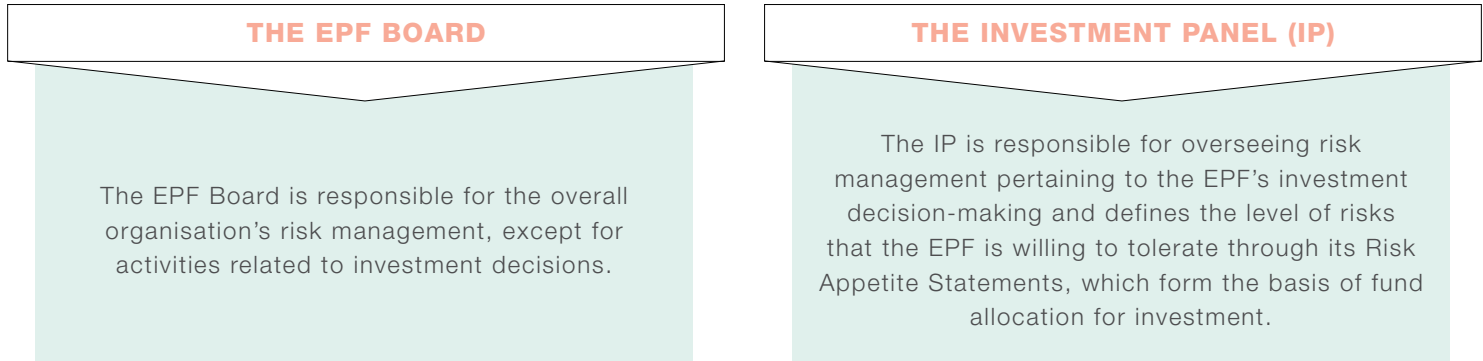 THE EPF BOARD
The EPF Board is responsible for the overall
organisation’s risk management, except for
activities related to investment decisions.
THE INVESTMENT PANEL (IP)
The IP is responsible for overseeing risk
management pertaining to the EPF’s investment
decision-making and defines the level of risks
that the EPF is willing to tolerate through its Risk
Appetite Statements, which form the basis of fund
allocation for investment.